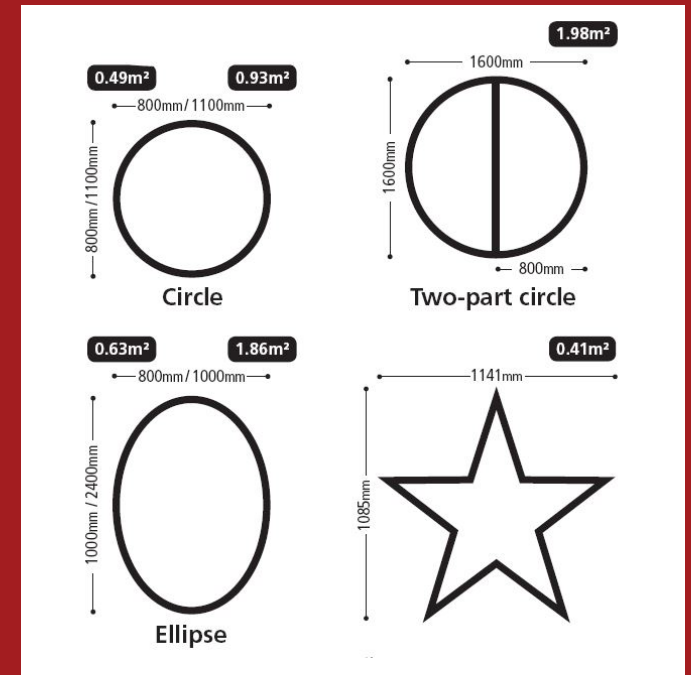 0.49m²
0.93m²
800mm/1100mm
800mm/1100mm
Circle
1.98m²
1600mm
1600mm
800mm
Two-part circle
0.63m²
1.86m²
800mm/1000mm
1000mm / 2400mm
Ellipse
0.41m²
1141mm
1085mm